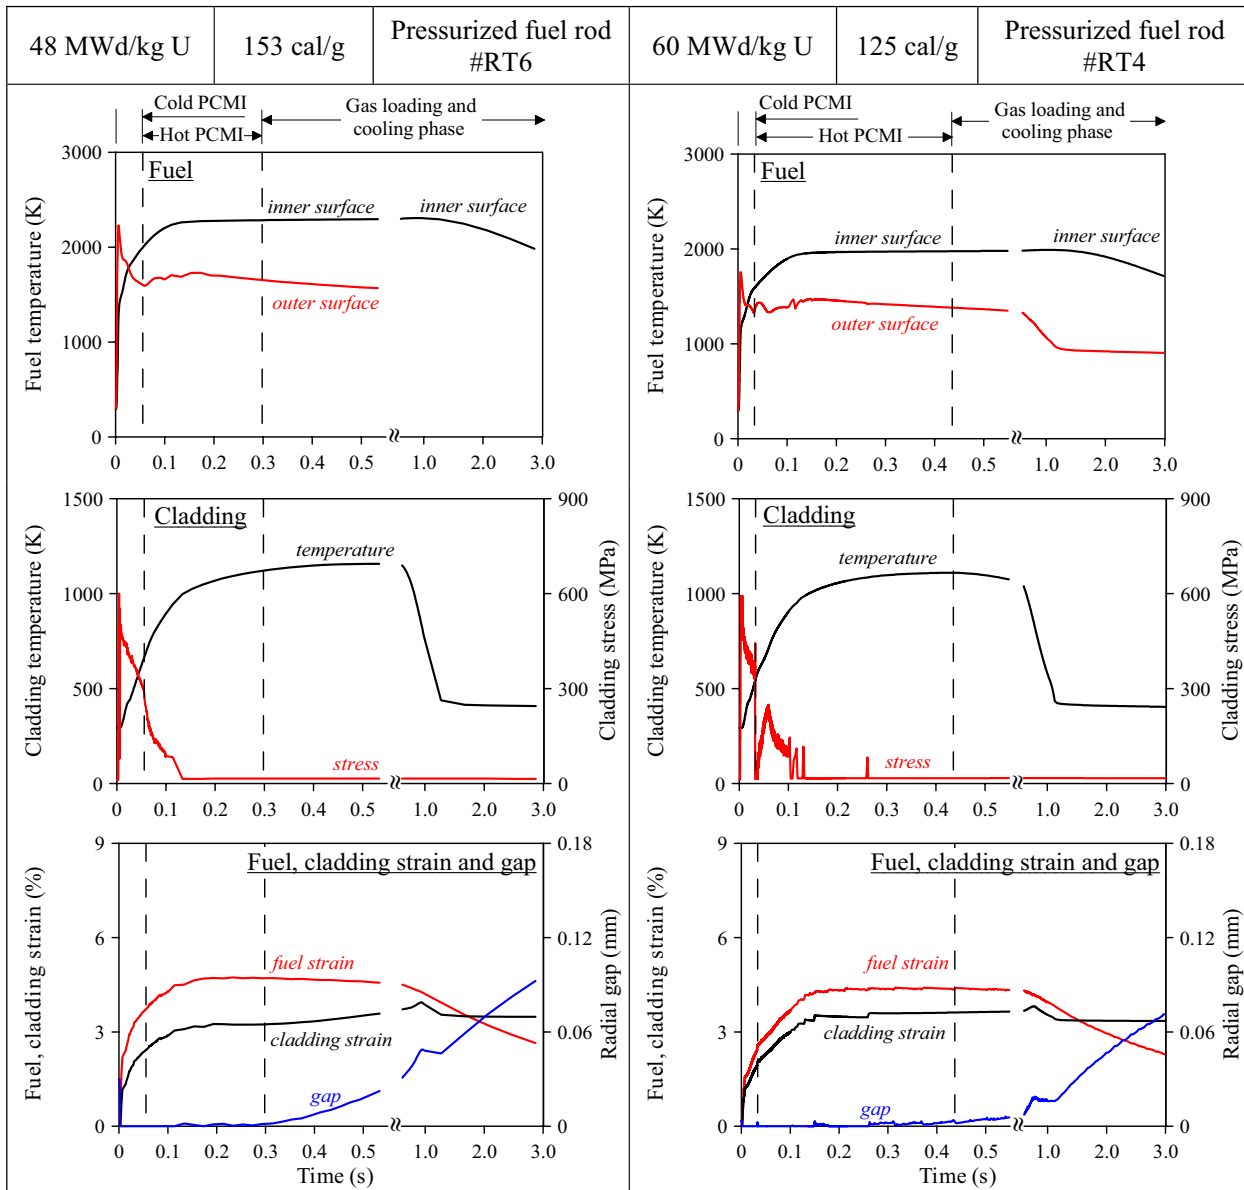 48 MWd/kg U
153 cal/g
Pressurized fuel rod
#RT6
60 MWd/kg U
125 cal/g
Pressurized fuel rod
#RT4
Cold PCMI
Hot PCMI
Gas loading and
cooling phase
Fuel
3000
2000
1000
0
Fuel temperature (K)
inner surface
inner surface
outer surface
0 0.1 0.2 0.3 0.4 0.5 ≈ 1.0 2.0 3.0
Cold PCMI
Hot PCMI
Gas loading and
cooling phase
Fuel
3000
2000
1000
0
Fuel temperature (K)
inner surface
inner surface
outer surface
0 0.1 0.2 0.3 0.4 0.5 ≈ 1.0 2.0 3.0
Cladding
1500
1000
500
0
Cladding temperature (K)
temperature
stress
900
600
300
0
Cladding stress (MPa)
0 0.1 0.2 0.3 0.4 0.5 ≈ 1.0 2.0 3.0
Cladding
1500
1000
500
0
Cladding temperature (K)
temperature
stress
900
600
300
0
Cladding stress (MPa)
0 0.1 0.2 0.3 0.4 0.5 ≈ 1.0 2.0 3.0
Fuel, cladding strain and gap
9
6
3
0
Fuel, cladding strain (%)
fuel strain
cladding strain
gap
0.18
0.12
0.06
0
Radial gap (mm)
0 0.1 0.2 0.3 0.4 0.5 ≈ 1.0 2.0 3.0
Time (s)
Fuel, cladding strain and gap
9
6
3
0
Fuel, cladding strain (%)
fuel strain
cladding strain
gap
0.18
0.12
0.06
0
Radial gap (mm)
0 0.1 0.2 0.3 0.4 0.5 ≈ 1.0 2.0 3.0
Time (s)